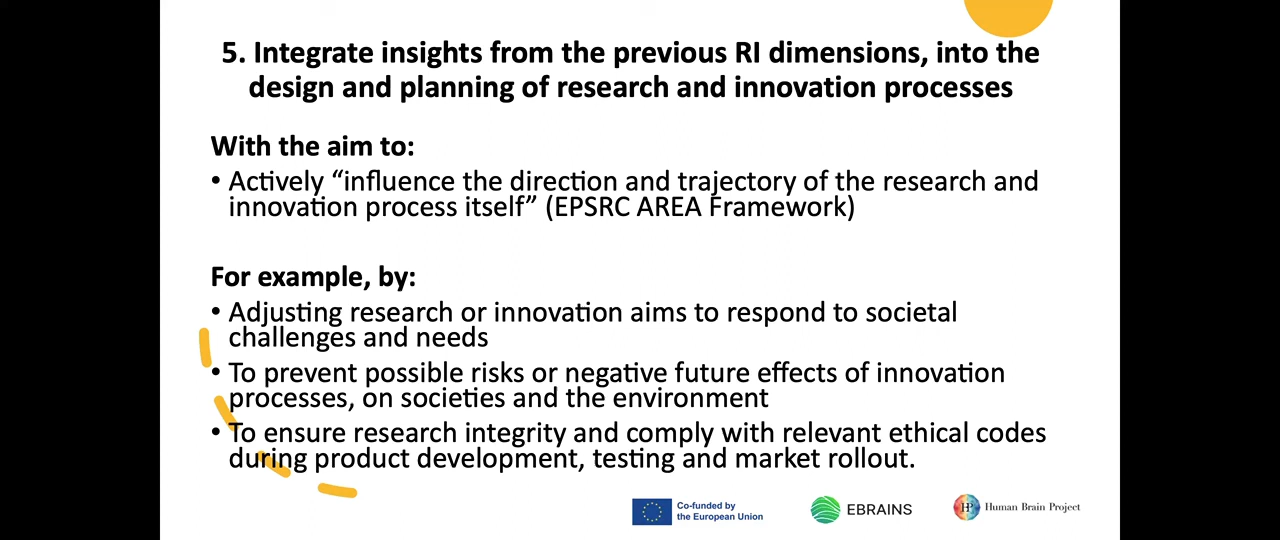 5. Integrate insights from the previous RI dimensions, into the
design and planning of research and innovation processes
With the aim to:
• Actively “influence the direction and trajectory of the research and
innovation process itself” (EPSRC AREA Framework)
For example, by:
• Adjusting research or innovation aims to respond to societal
challenges and needs
• To prevent possible risks or negative future effects of innovation
processes, on societies and the environment
• To ensure research integrity and comply with relevant ethical codes
during product development, testing and market rollout.
Co-funded by
the European Union
EBRAINS
HP
Human Brain Project